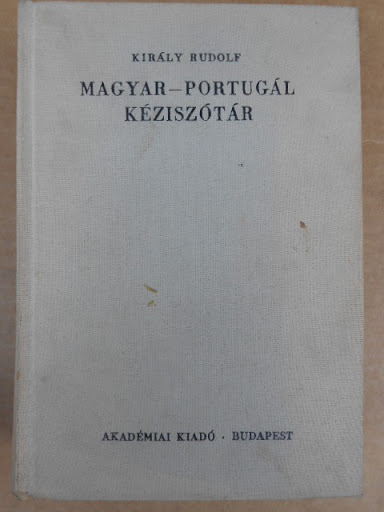 KIRÁLY RUDOLF
MAGYAR–PORTUGÁL
KÉZISZÓTÁR
AKADÉMIAI KIADÓ · BUDAPEST